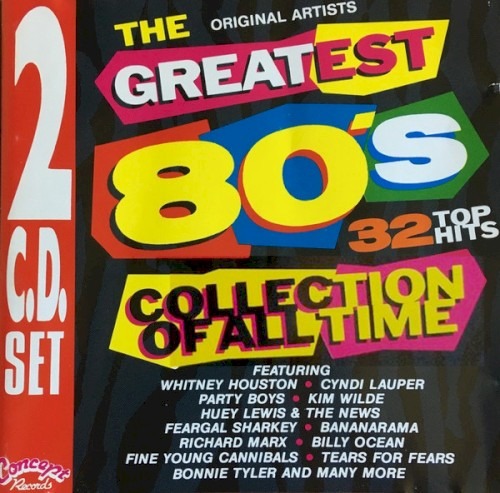 2
C.D.
SET
THE ORIGINAL ARTISTS
GREATEST
80's
32 TOP
HITS
COLLECTION
OF ALL TIME
FEATURING
WHITNEY HOUSTON • CYNDI LAUPER
PARTY BOYS • KIM WILDE
HUEY LEWIS & THE NEWS
FEARGAL SHARKEY • BANANARAMA
RICHARD MARX • BILLY OCEAN
FINE YOUNG CANNIBALS • TEARS FOR FEARS
BONNIE TYLER AND MANY MORE
Concept
Records